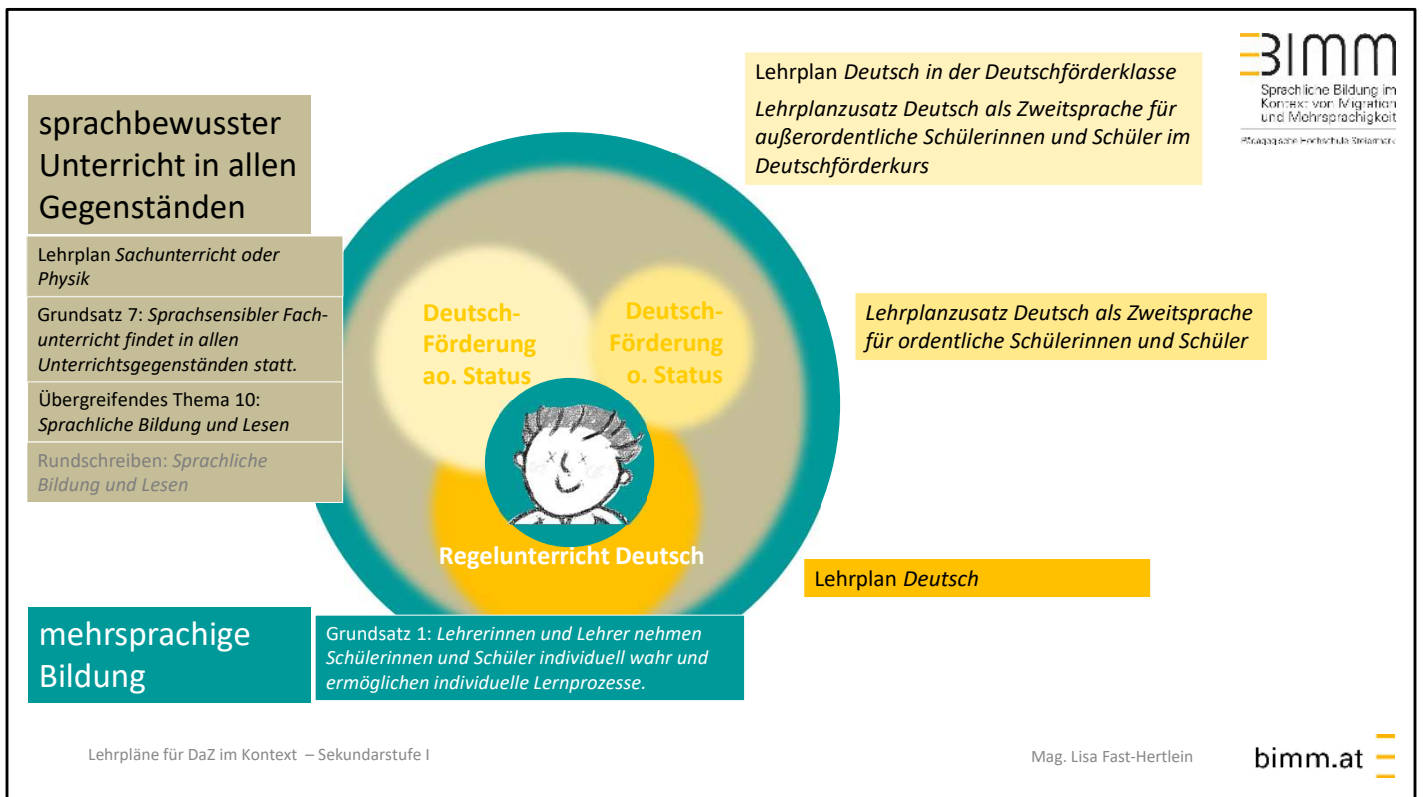 BIMM
Sprachliche Bildung im
Kontext von Migration
und Mehrsprachigkeit
Pädagogische Hochschule Steiermark
Lehrplan Deutsch in der Deutschförderklasse
Lehrplanzusatz Deutsch als Zweitsprache für
außerordentliche Schülerinnen und Schüler im
Deutschförderkurs
sprachbewusster
Unterricht in allen
Gegenständen
Lehrplan Sachunterricht oder
Physik
Grundsatz 7: Sprachsensibler Fach-
unterricht findet in allen
Unterrichtsgegenständen statt.
Übergreifendes Thema 10:
Sprachliche Bildung und Lesen
Rundschreiben: Sprachliche
Bildung und Lesen
Deutsch-
Förderung
ao. Status
Deutsch-
Förderung
o. Status
Lehrplanzusatz Deutsch als Zweitsprache
für ordentliche Schülerinnen und Schüler
Regelunterricht Deutsch
Lehrplan Deutsch
mehrsprachige
Bildung
Grundsatz 1: Lehrerinnen und Lehrer nehmen
Schülerinnen und Schüler individuell wahr und
ermöglichen individuelle Lernprozesse.
Lehrpläne für DaZ im Kontext – Sekundarstufe I
Mag. Lisa Fast-Hertlein
bimm.at